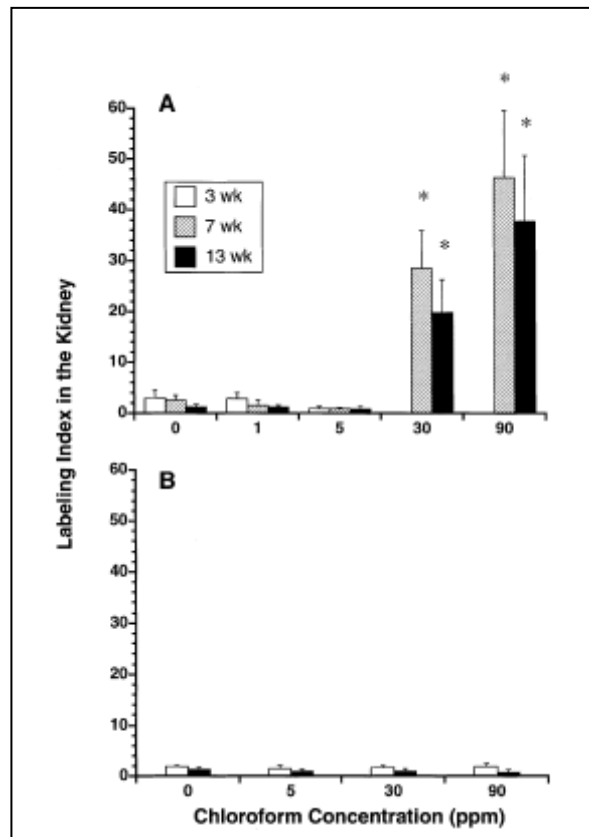 A
60
50
40
30
20
10
0
3 wk
7 wk
13 wk
*
*
*
*
0 1 5 30 90
Labeling Index in the Kidney
B
60
50
40
30
20
10
0
0 5 30 90
Chloroform Concentration (ppm)